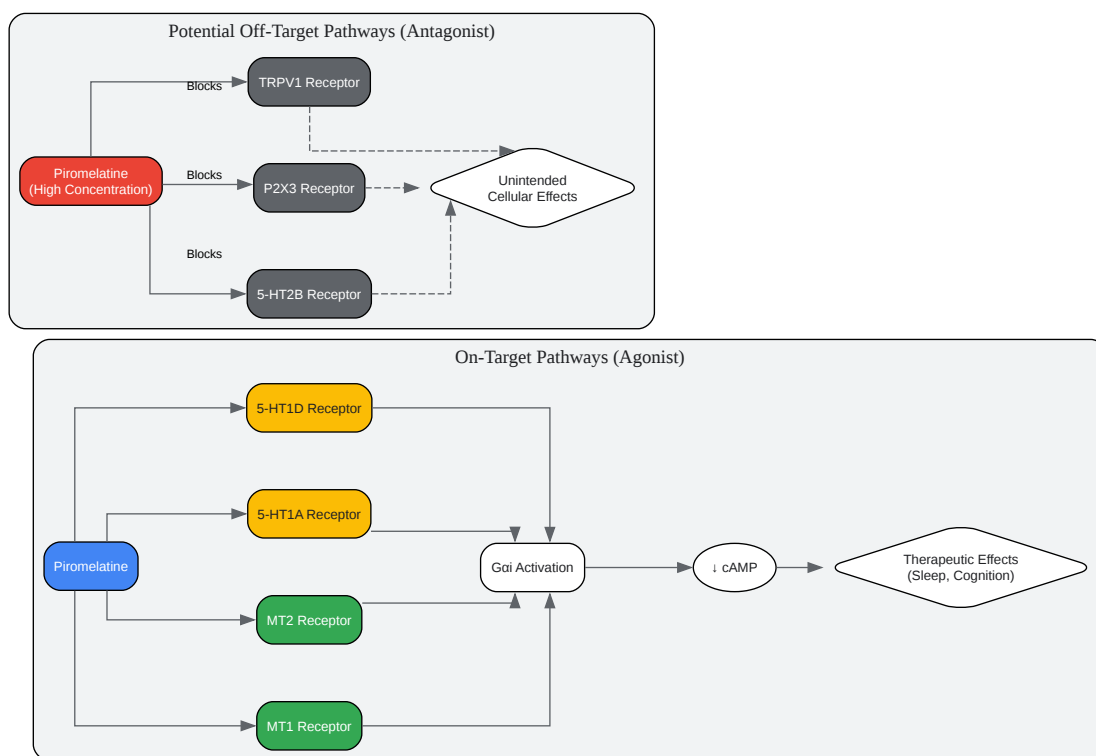 Potential Off-Target Pathways (Antagonist)
Blocks
TRPV1 Receptor
Piromelatine
(High Concentration)
Blocks
P2X3 Receptor
Unintended
Cellular Effects
Blocks
5-HT2B Receptor
On-Target Pathways (Agonist)
5-HT1D Receptor
5-HT1A Receptor
Piromelatine
Gαi Activation
↓ cAMP
Therapeutic Effects
(Sleep, Cognition)
MT2 Receptor
MT1 Receptor